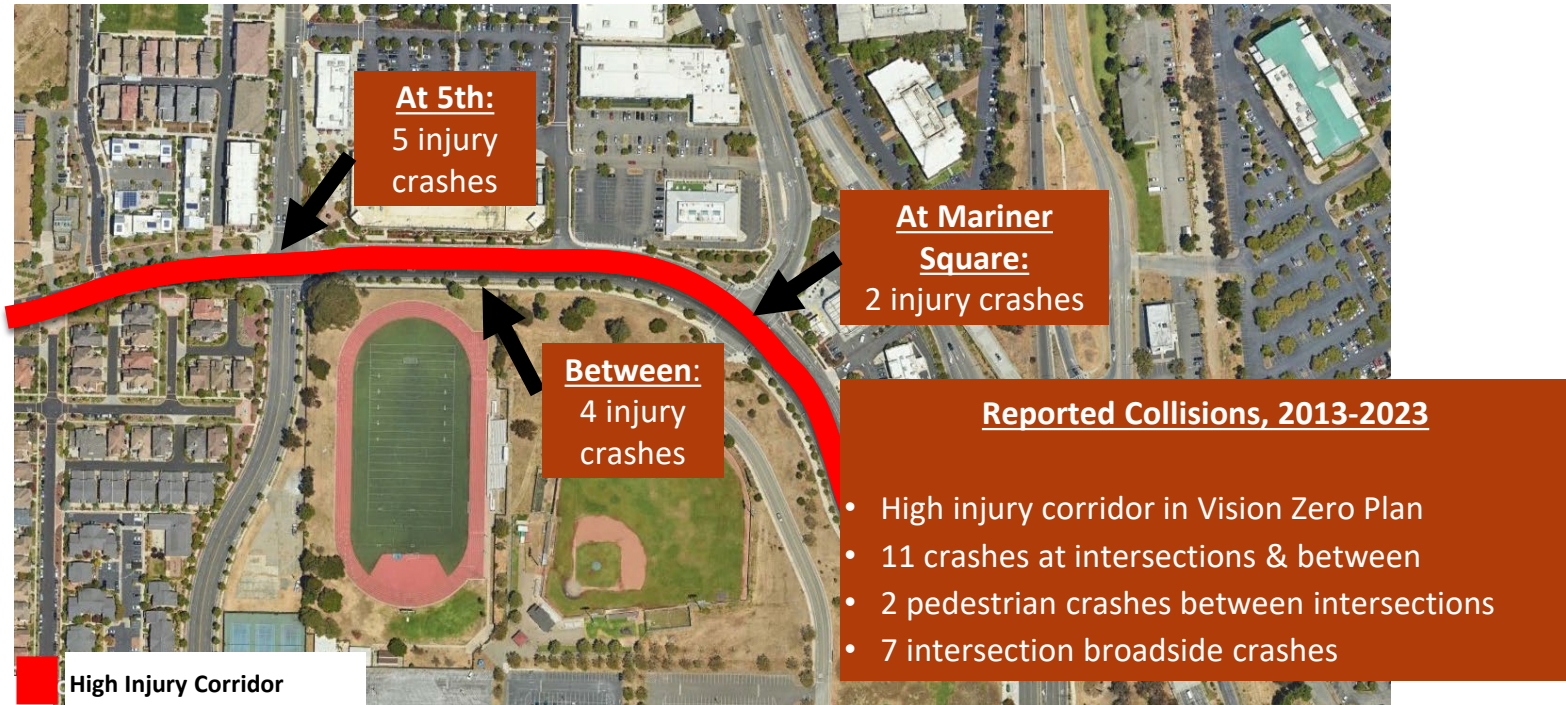 At 5th:
5 injury
crashes
At Mariner
Square:
2 injury crashes
Between:
4 injury
crashes
Reported Collisions, 2013-2023
• High injury corridor in Vision Zero Plan
• 11 crashes at intersections & between
• 2 pedestrian crashes between intersections
• 7 intersection broadside crashes
High Injury Corridor